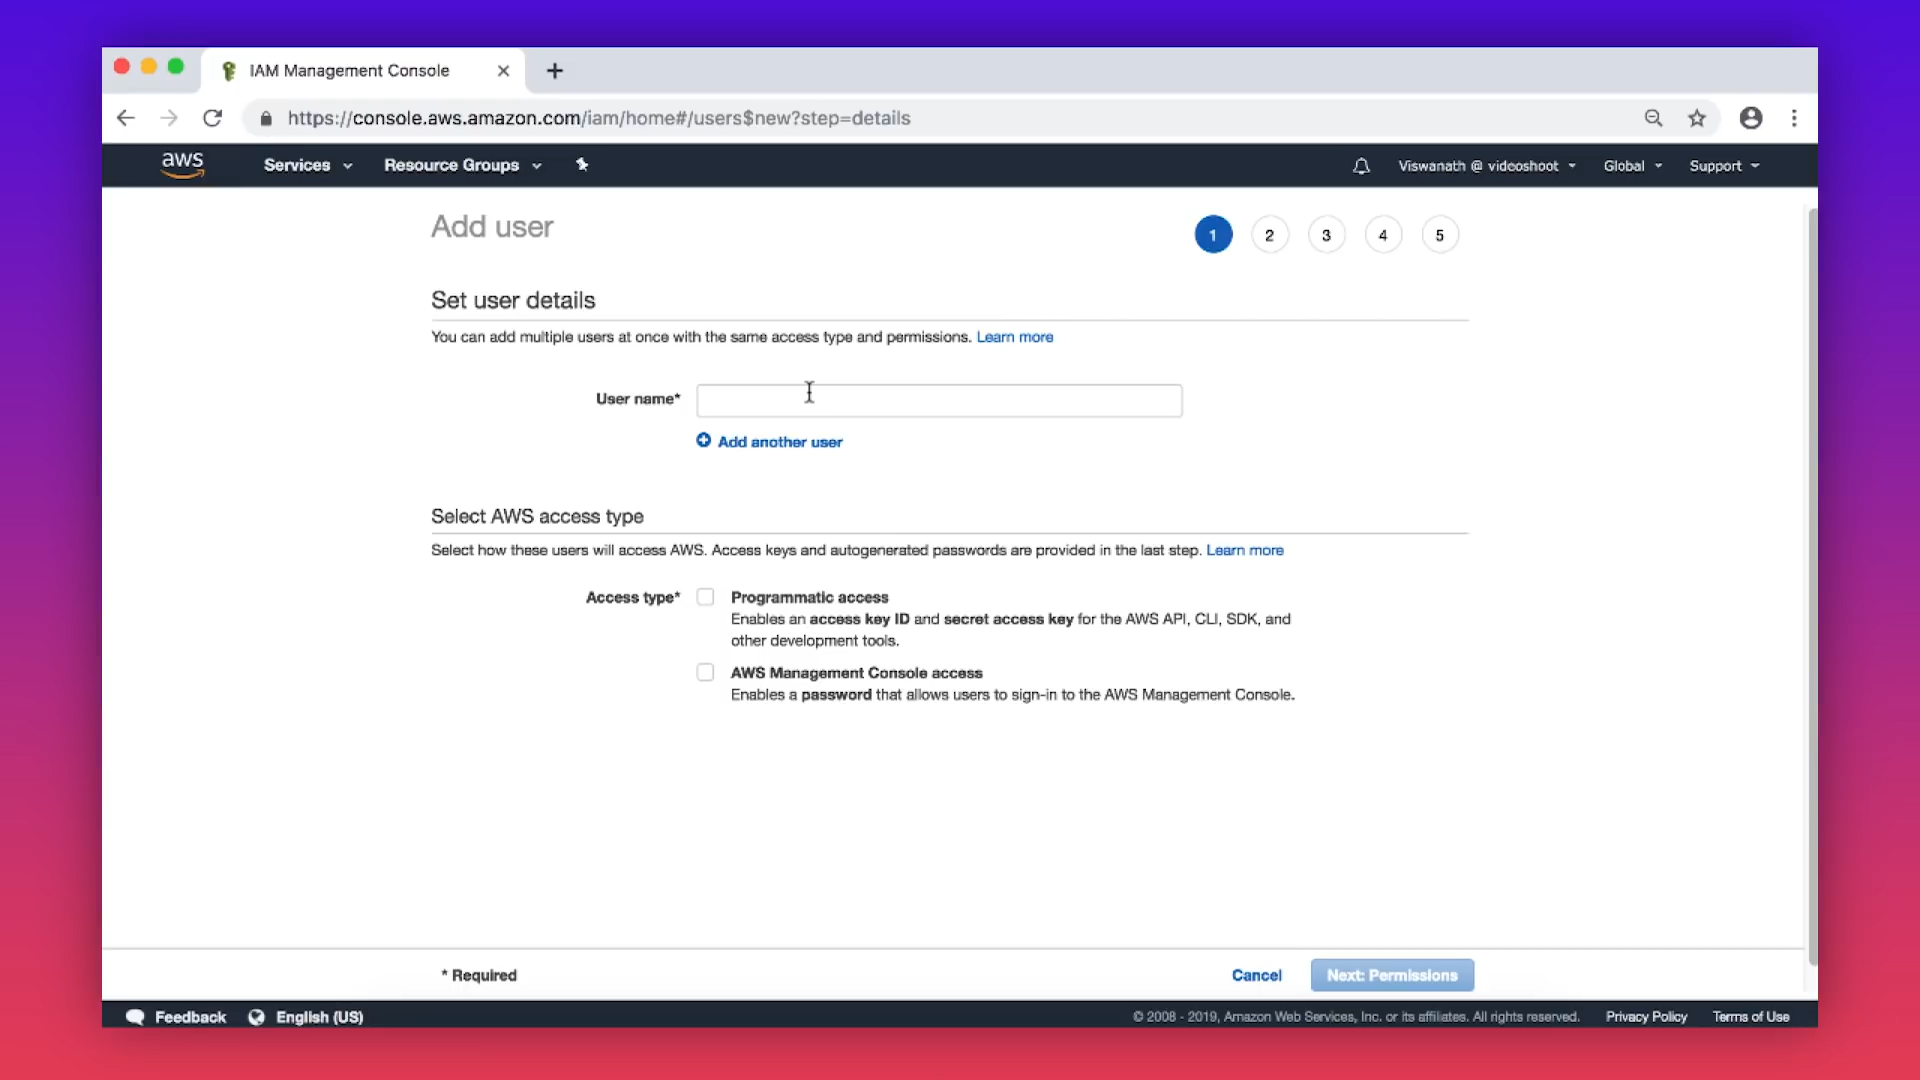 IAM Management Console
https://console.aws.amazon.com/iam/home#/users$new?step=details
aws Services Resource Groups Viswanath @ videoshoot Global Support
Add user 1 2 3 4 5
Set user details
You can add multiple users at once with the same access type and permissions. Learn more
User name*
Add another user
Select AWS access type
Select how these users will access AWS. Access keys and autogenerated passwords are provided in the last step. Learn more
Access type* Programmatic access
Enables an access key ID and secret access key for the AWS API, CLI, SDK, and
other development tools.
AWS Management Console access
Enables a password that allows users to sign-in to the AWS Management Console.
* Required Cancel Next: Permissions
Feedback English (US) © 2008 - 2019, Amazon Web Services, Inc. or its affiliates. All rights reserved. Privacy Policy Terms of Use